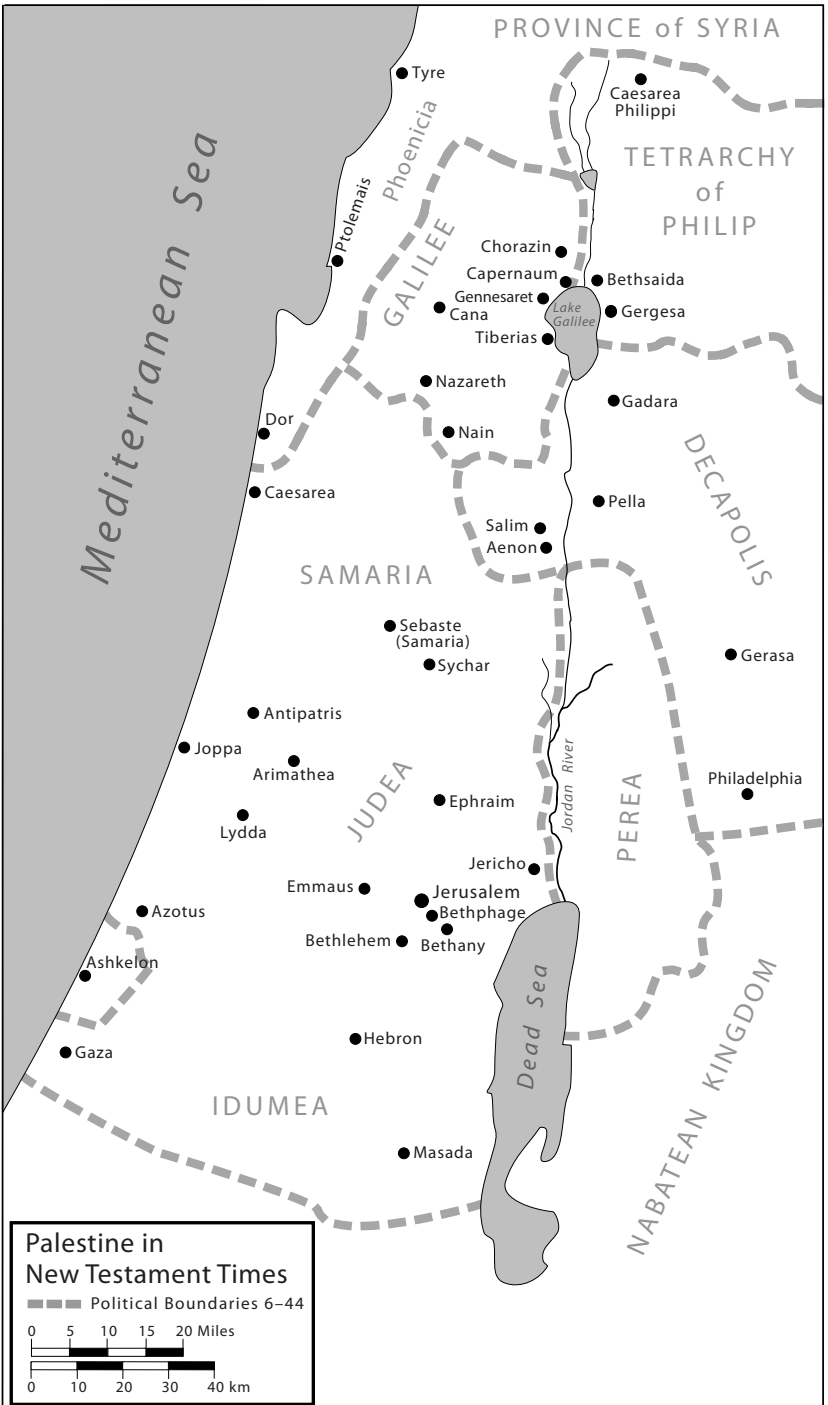 PROVINCE of SYRIA
Tyre
Caesarea
Philippi
Phoenicia
TETRARCHY
of
PHILIP
Mediterranean Sea
Ptolemais
GALILEE
Chorazin
Capernaum
Bethsaida
Gennesaret
Cana
Lake
Galilee
Gergesa
Tiberias
Nazareth
Gadara
Dor
Nain
DECAPOLIS
Caesarea
Pella
Salim
Aenon
SAMARIA
Sebaste
(Samaria)
Sychar
Gerasa
Antipatris
Joppa
Arimathea
JUDEA
Jordan River
PEREA
Philadelphia
Ephraim
Lydda
Jericho
Emmaus
Jerusalem
Azotus
Bethphage
Bethlehem
Bethany
Ashkelon
Dead Sea
NABATEAN KINGDOM
Hebron
Gaza
IDUMEA
Masada
Palestine in
New Testament Times
Political Boundaries 6–44
0 5 10 15 20 Miles
0 10 20 30 40 km